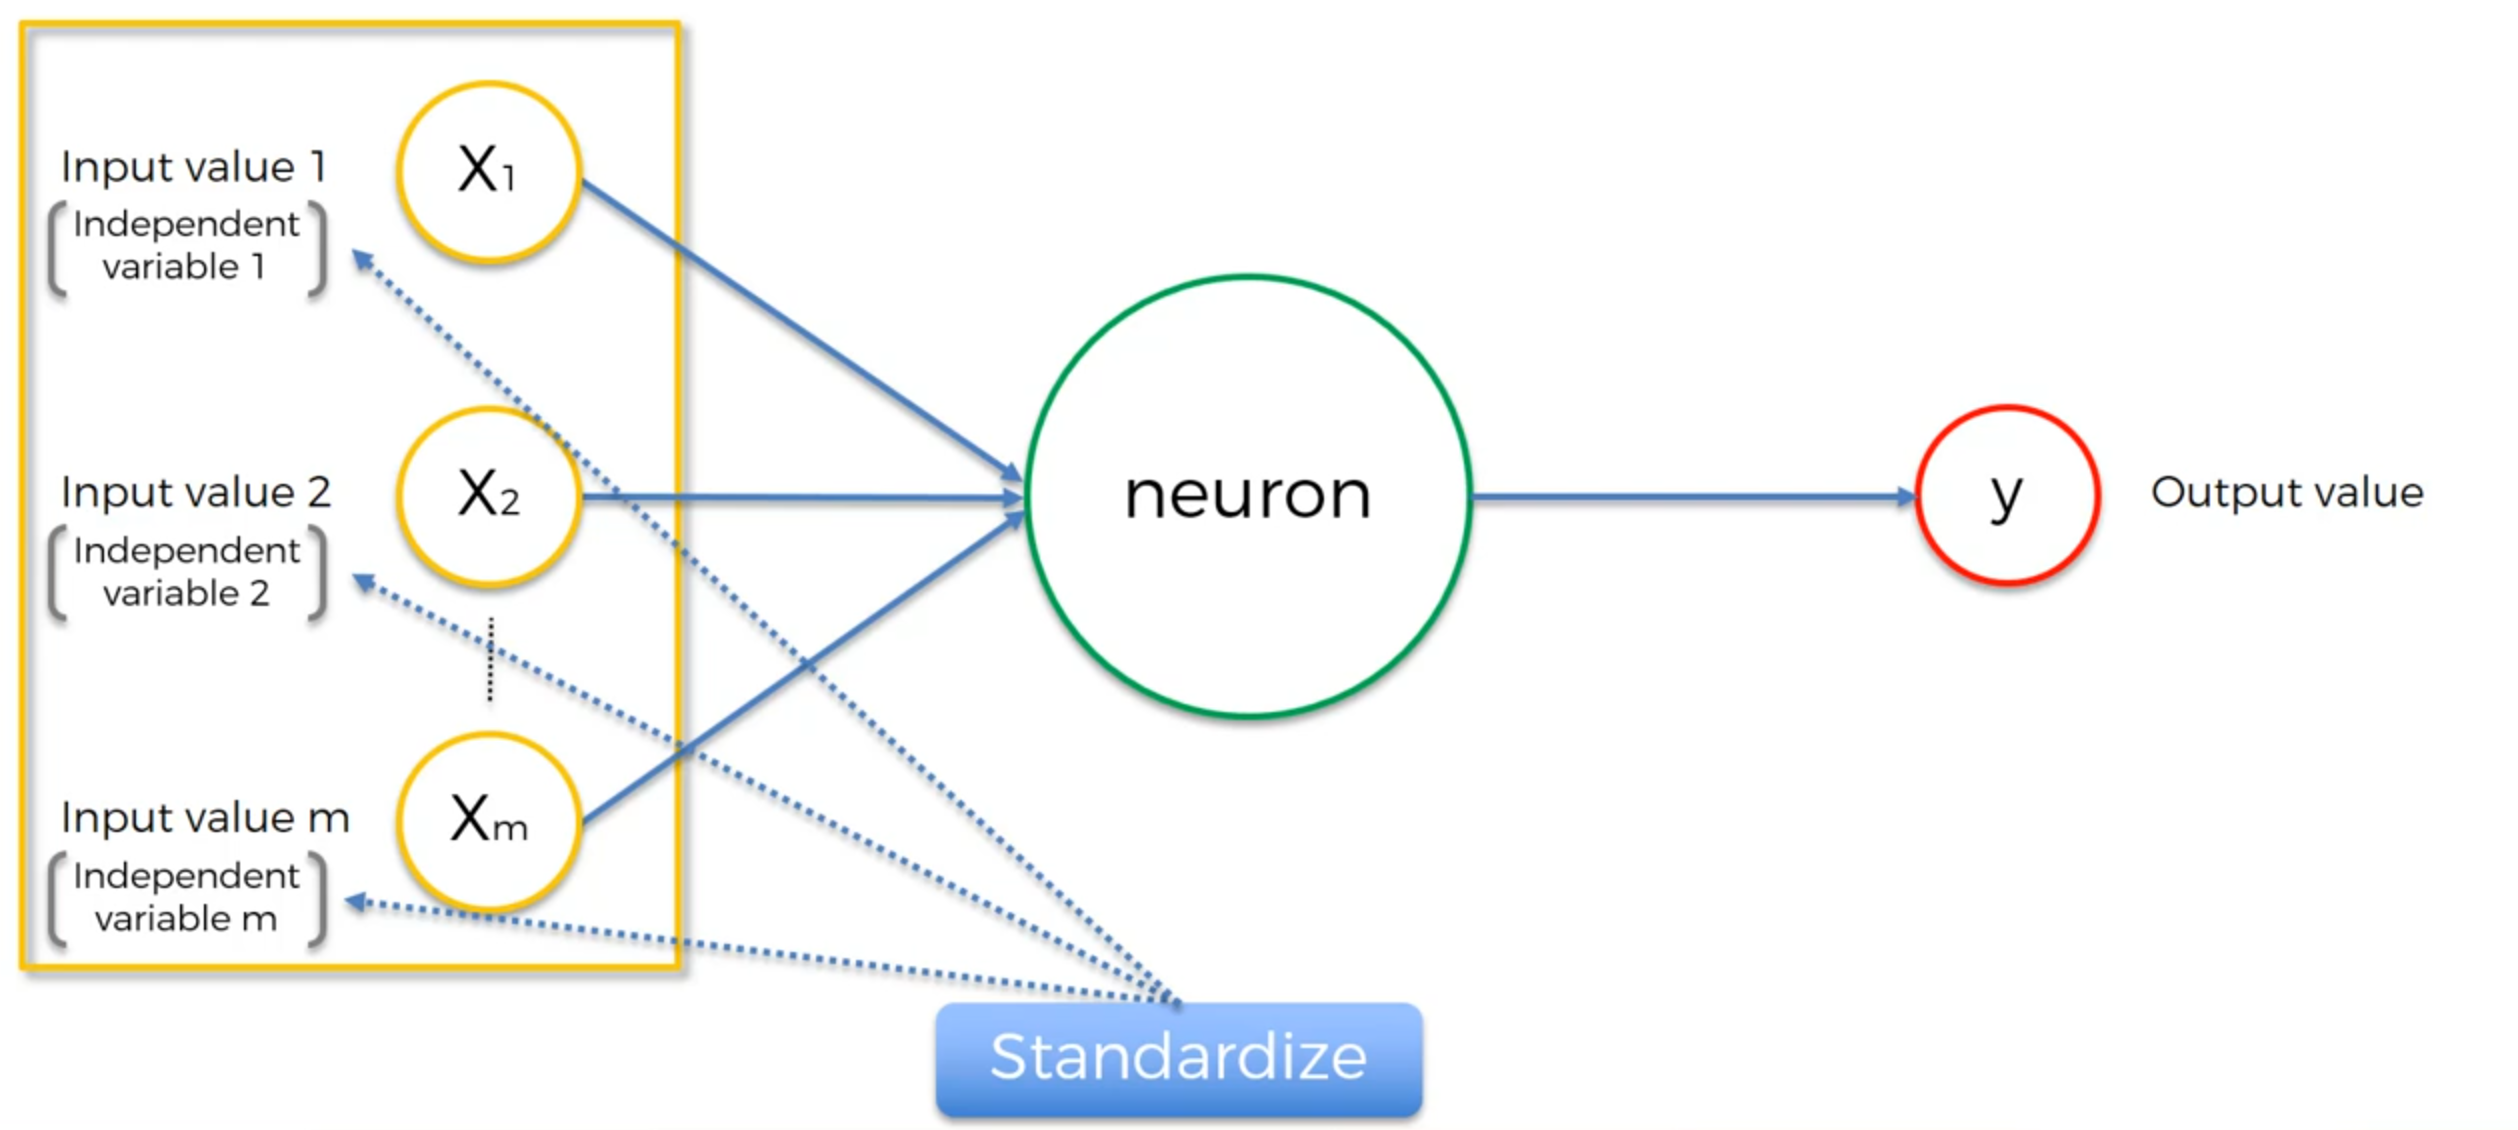 Input value 1
Independent
variable 1
X1
Input value 2
Independent
variable 2
X2
Input value m
Independent
variable m
Xm
neuron
y
Output value
Standardize